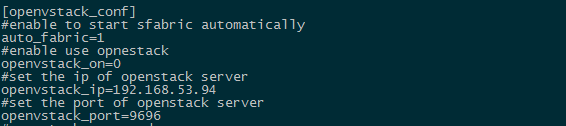 [openvstack_conf]
#enable to start sfabric automatically
auto_fabric=1
#enable use opnestack
openvstack_on=0
#set the ip of openstack server
openvstack_ip=192.168.53.94
#set the port of openstack server
openvstack_port=9696